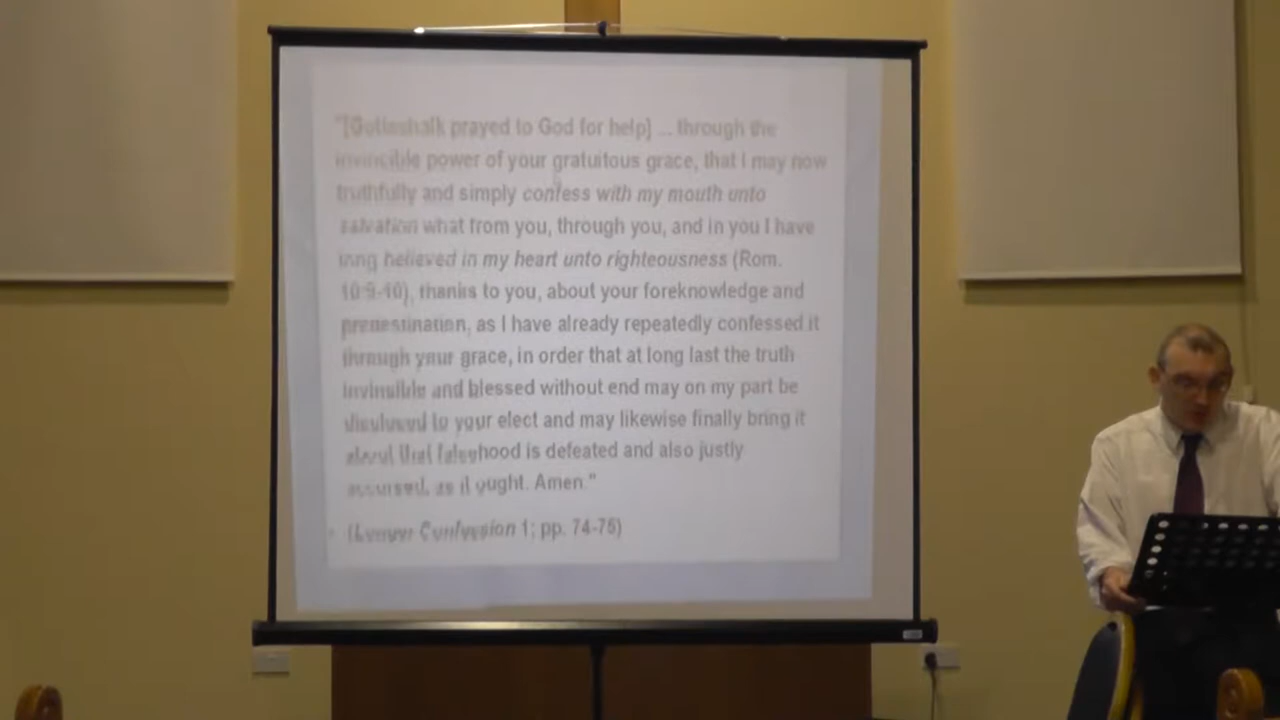 "[Gotteshalk prayed to God for help] ... through the
invincible power of your gratuitous grace, that I may now
truthfully and simply confess with my mouth unto
salvation what from you, through you, and in you I have
long believed in my heart unto righteousness (Rom.
10:9-10), thanks to you, about your foreknowledge and
predestination, as I have already repeatedly confessed it
through your grace, in order that at long last the truth
invincible and blessed without end may on my part be
disclosed to your elect and may likewise finally bring it
about that falsehood is defeated and also justly
accursed, as it ought. Amen."
(Longer Confession 1; pp. 74-75)